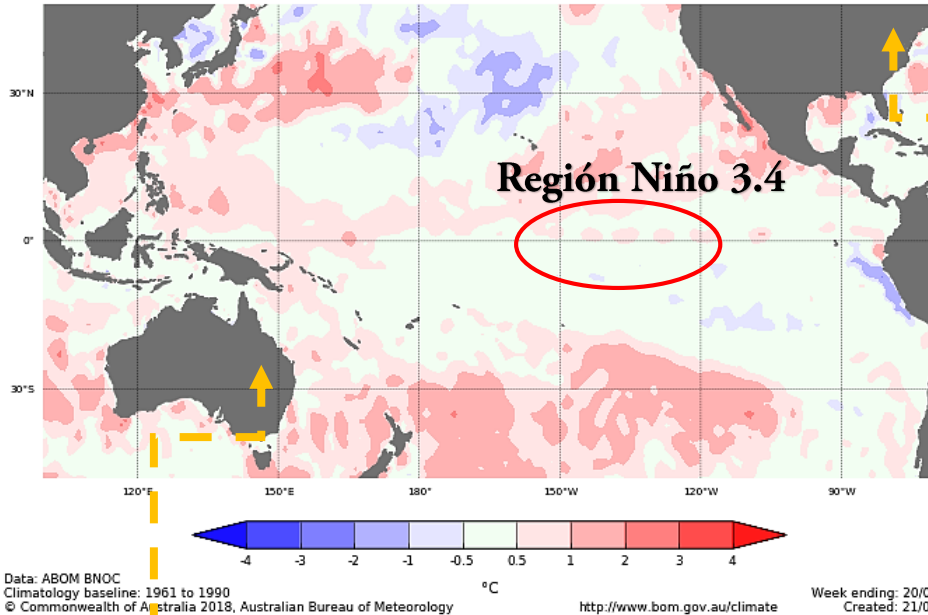 30°N
Región Niño 3.4
0°
30°S
120°E 150°E 180° 150°W 120°W 90°W
-4 -3 -2 -1 -0.5 0.5 1 2 3 4
°C
Data: ABOM BNOC
Climatology baseline: 1961 to 1990
Week ending: 20/0
© Commonwealth of Australia 2018, Australian Bureau of Meteorology
http://www.bom.gov.au/climate
Created: 21/0